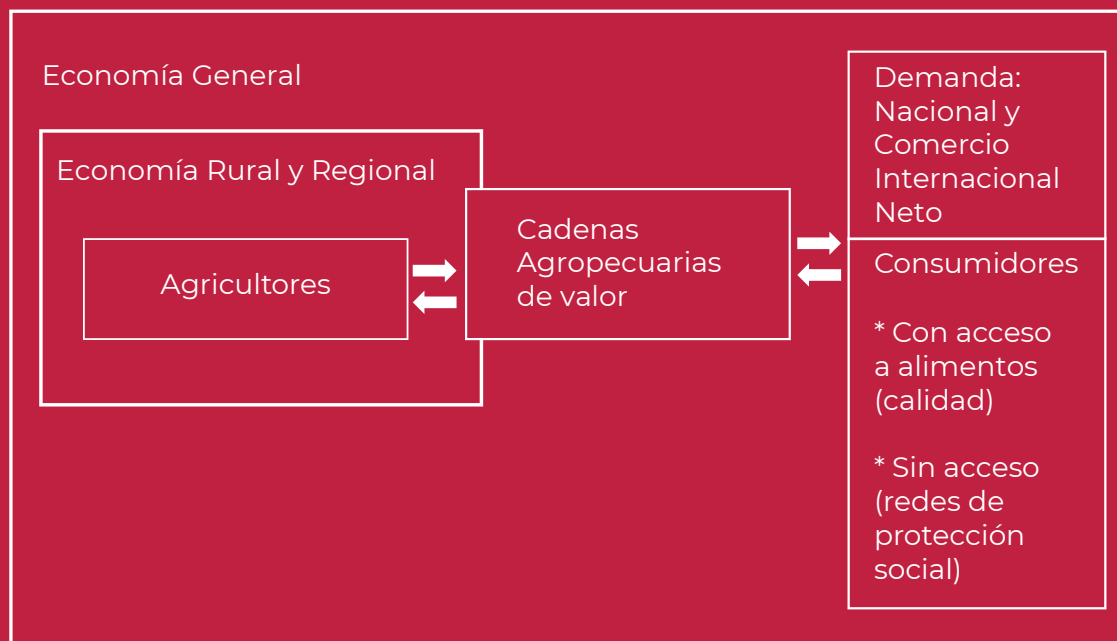 Economía General
Economía Rural y Regional
Agricultores
Cadenas
Agropecuarias
de valor
Demanda:
Nacional y
Comercio
Internacional
Neto
Consumidores
* Con acceso
a alimentos
(calidad)
* Sin acceso
(redes de
protección
social)